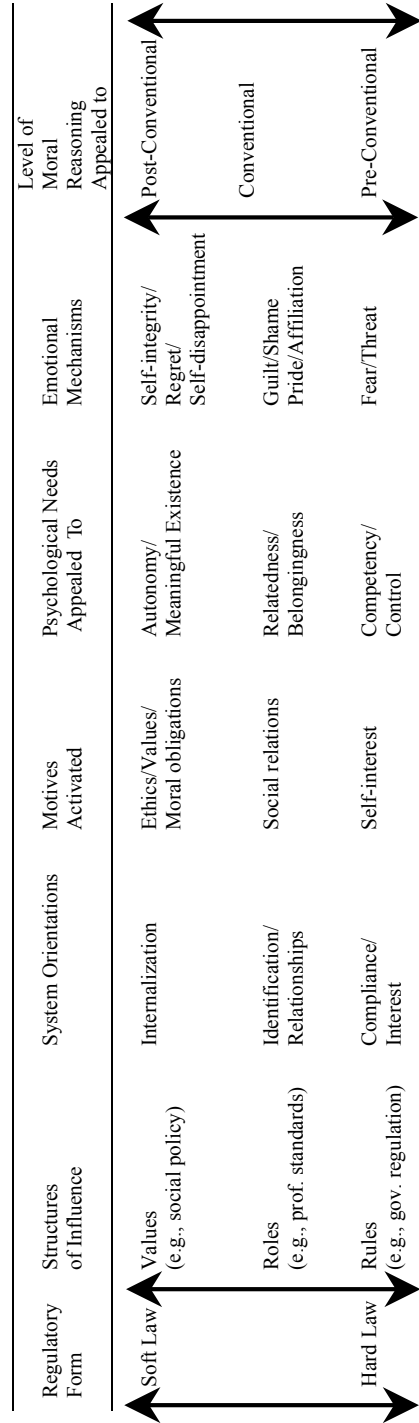 Regulatory
Form
Structures
of Influence
System Orientations
Motives
Activated
Psychological Needs
Appealed To
Emotional
Mechanisms
Level of
Moral
Reasoning
Appealed to
Soft Law
Values
(e.g., social policy)
Internalization
Ethics/Values/
Moral obligations
Autonomy/
Meaningful Existence
Self-integrity/
Regret/
Self-disappointment
Post-Conventional
Roles
(e.g., prof. standards)
Identification/
Relationships
Social relations
Relatedness/
Belongingness
Guilt/Shame
Pride/Affiliation
Conventional
Hard Law
Rules
(e.g., gov. regulation)
Compliance/
Interest
Self-interest
Competency/
Control
Fear/Threat
Pre-Conventional